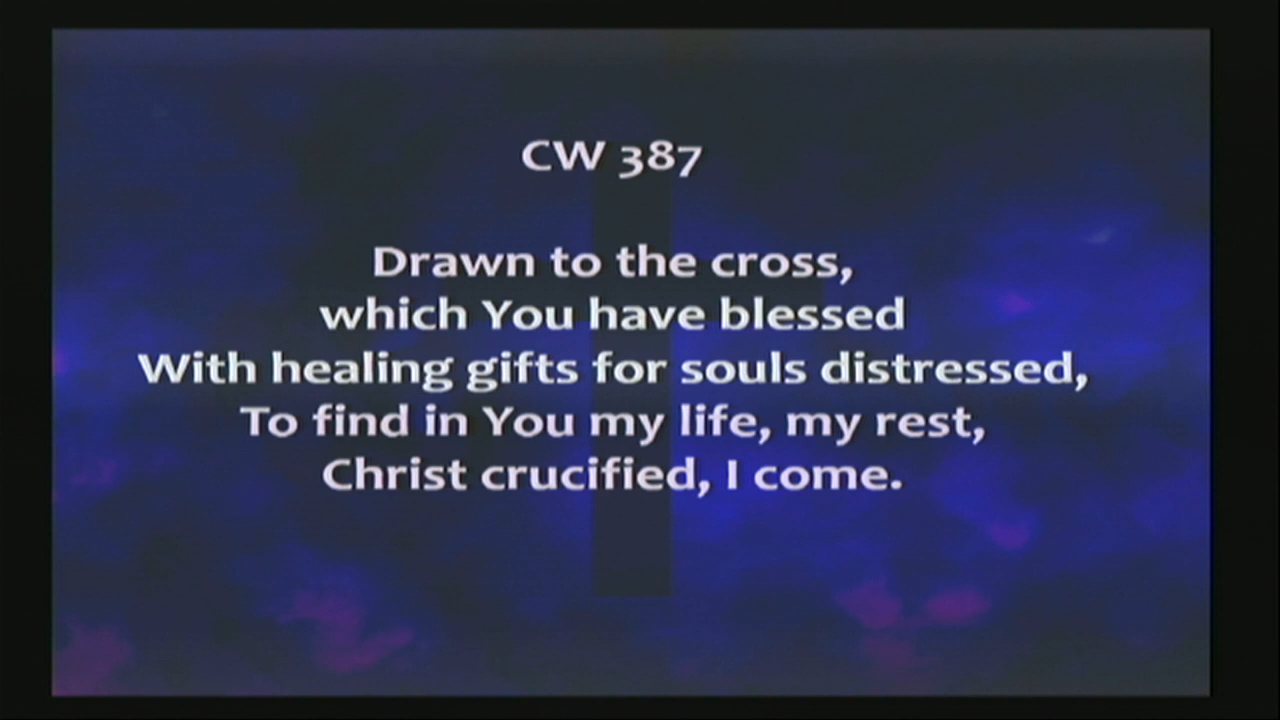 CW 387
Drawn to the cross,
which You have blessed
With healing gifts for souls distressed,
To find in You my life, my rest,
Christ crucified, I come.